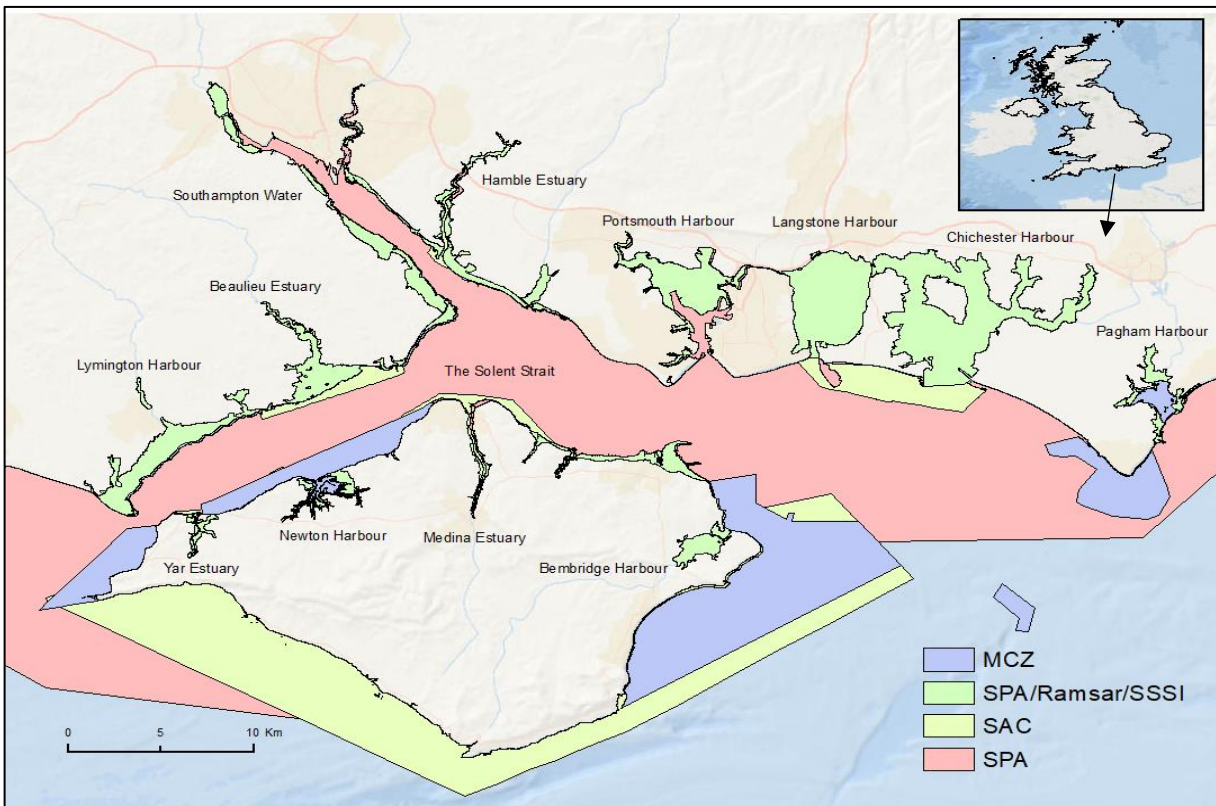 Southampton Water
Hamble Estuary
Portsmouth Harbour
Langstone Harbour
Chichester Harbour
Beaulieu Estuary
Pagham Harbour
Lymington Harbour
The Solent Strait
Newton Harbour
Medina Estuary
Yar Estuary
Bembridge Harbour
MCZ
SPA/Ramsar/SSSI
SAC
SPA
0 5 10 Km